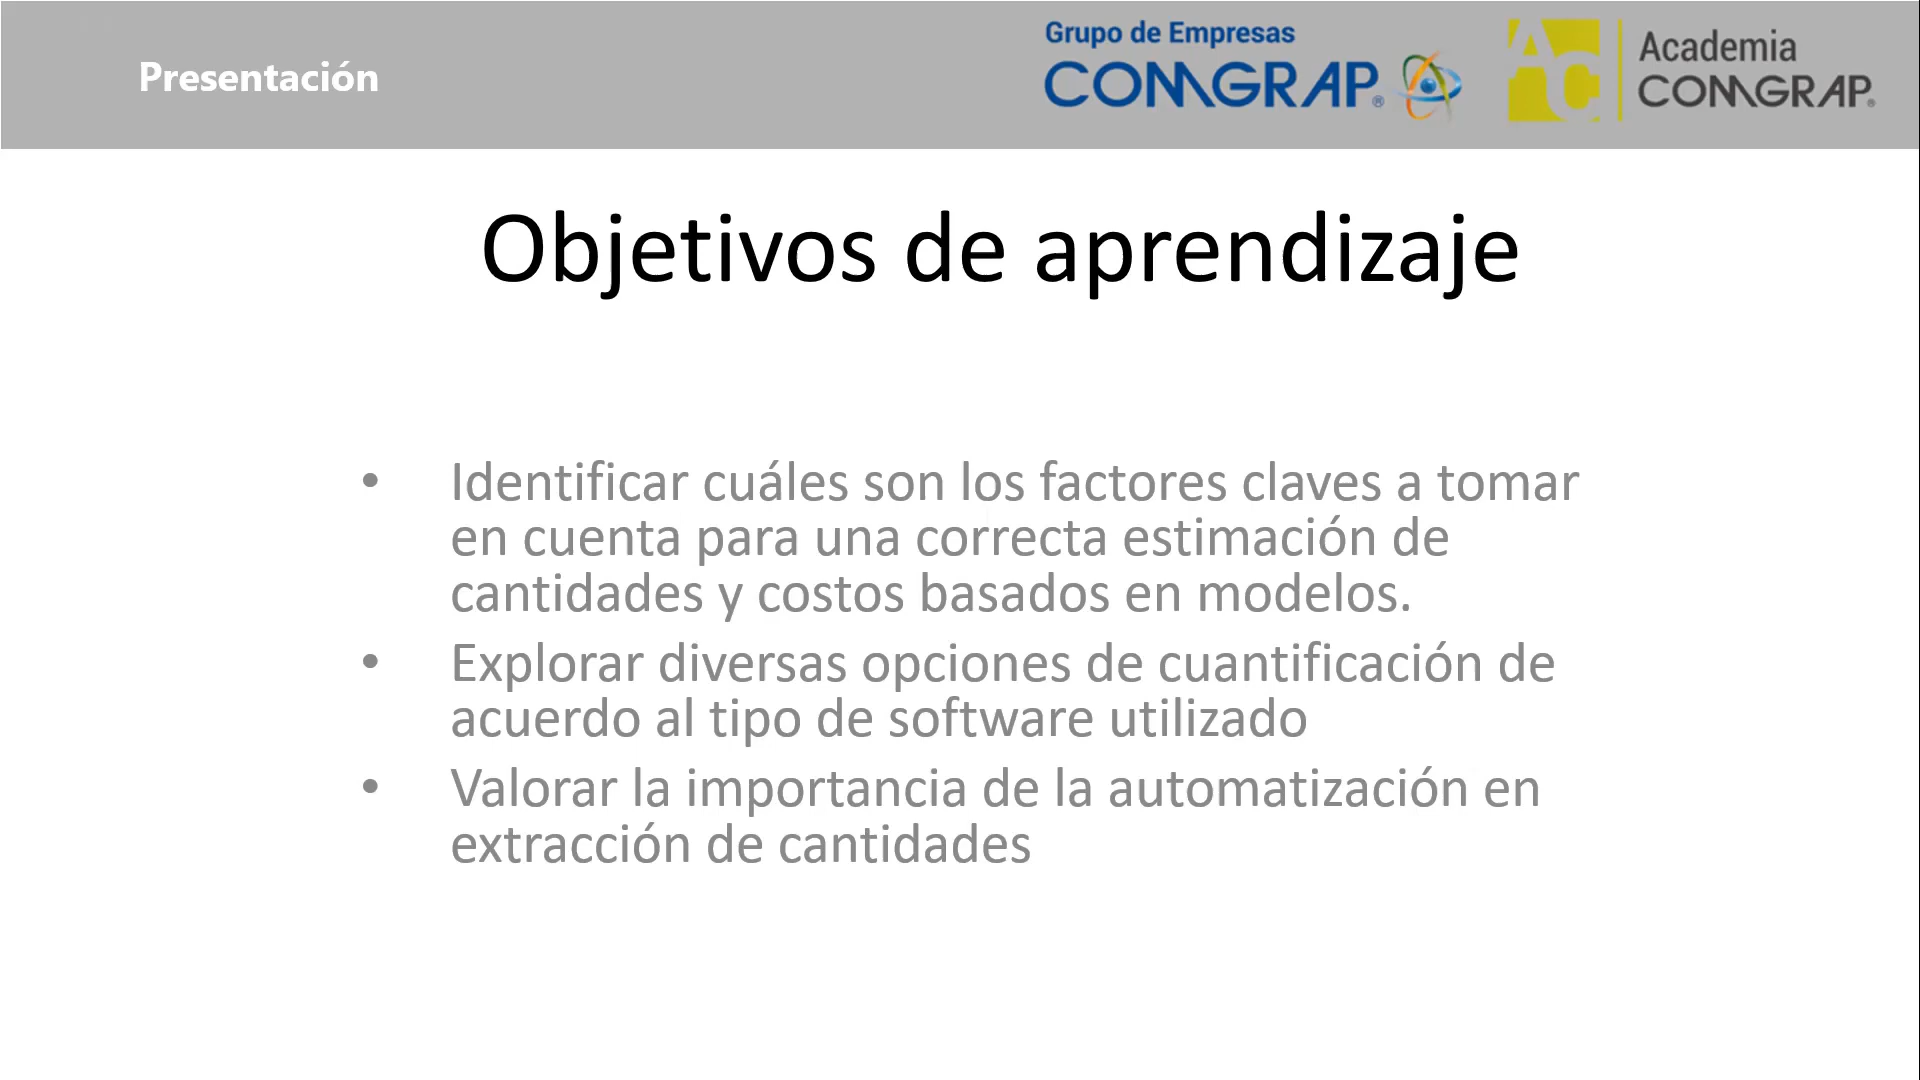 Presentación
Grupo de Empresas
COMGRAP®
AC
Academia
COMGRAP®
Objetivos de aprendizaje
• Identificar cuáles son los factores claves a tomar
en cuenta para una correcta estimación de
cantidades y costos basados en modelos.
• Explorar diversas opciones de cuantificación de
acuerdo al tipo de software utilizado
• Valorar la importancia de la automatización en
extracción de cantidades